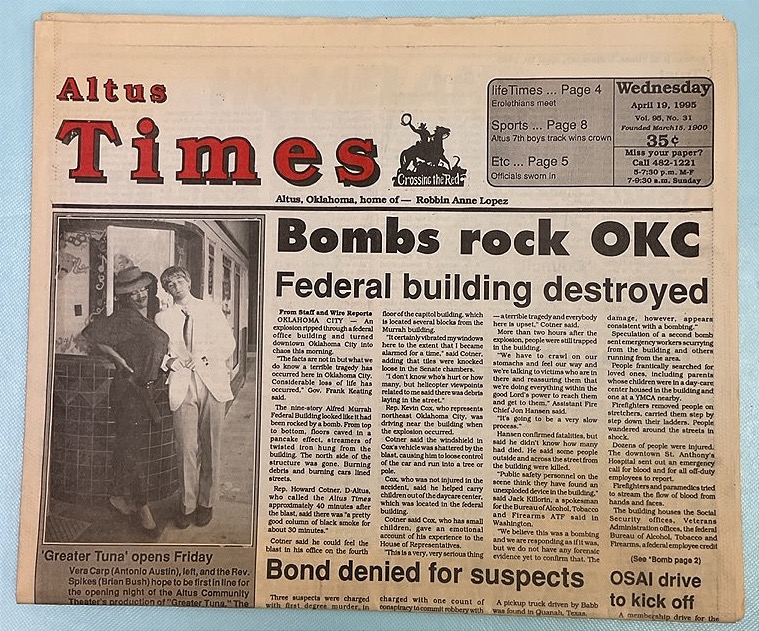 Altus
Times
Crossing the Red
lifeTimes ... Page 4
Erolethians meet
Sports ... Page 8
Altus 7th boys track wins crown
Etc ... Page 5
Officials sworn in
Wednesday
April 19, 1995
Vol. 95, No. 31
Founded March 15, 1900
35¢
Miss your paper?
Call 482-1221
5-7:30 p.m. M-F
7-9:30 a.m. Sunday
Altus, Oklahoma, home of — Robbin Anne Lopez
Bombs rock OKC
Federal building destroyed
From Staff and Wire Reports
OKLAHOMA CITY — An
explosion ripped through a federal
office building and turned
downtown Oklahoma City into
chaos this morning.
"The facts are not in but what we
do know a terrible tragedy has
occurred here in Oklahoma City.
Considerable loss of life has
occurred," Gov. Frank Keating
said.
The nine-story Alfred Murrah
Federal Building looked like it had
been rocked by a bomb. From top
to bottom, floors caved in a
pancake effect, streamers of
twisted iron hung from the
building. The north side of the
structure was gone. Burning
debris and burning cars lined
streets.
Rep. Howard Cotner, D-Altus,
who called the Altus Times
approximately 40 minutes after
the blast, said there was "a pretty
good column of black smoke for
about 30 minutes."
Cotner said he could feel the
blast in his office on the fourth
floor of the capitol building, which
is located several blocks from the
Murrah building.
"It certainly vibrated my windows
here to the extent that I became
alarmed for a time," said Cotner,
adding that tiles were knocked
loose in the Senate chambers.
"I don't know who's hurt or how
many, but helicopter viewpoints
related to me said there was debris
laying in the street."
Rep. Kevin Cox, who represents
northeast Oklahoma City, was
driving near the building when
the explosion occurred.
Cotner said the windshield in
Cox's vehicle was shattered by the
blast, causing him to lose control
of the car and run into a tree or
pole.
Cox, who was not injured in the
accident, said he helped carry
children out of the daycare center,
which was located in the federal
building.
Cotner said Cox, who has small
children, gave an emotional
account of his experience to the
House of Representatives.
"This is a very, very serious thing
— a terrible tragedy and everybody
here is upset," Cotner said.
More than two hours after the
explosion, people were still trapped
in the building.
"We have to crawl on our
stomachs and feel our way and
we're talking to victims who are in
there and reassuring them that
we're doing everything within the
good Lord's power to reach them
and get to them," Assistant Fire
Chief Jon Hansen said.
"It's going to be a very slow
process."
Hansen confirmed fatalities, but
said he didn't know how many
had died. He said some people
outside and across the street from
the building were killed.
"Public safety personnel on the
scene think they have found an
unexploded device in the building,"
said Jack Killorin, a spokesman
for the Bureau of Alcohol, Tobacco
and Firearms ATF said in
Washington.
"We believe this was a bombing
and we are responding as if it was,
but we do not have any forensic
evidence yet to confirm that. The
damage, however, appears
consistent with a bombing."
Speculation of a second bomb
sent emergency workers scurrying
from the building and others
running from the area.
People frantically searched for
loved ones, including parents
whose children were in a day-care
center housed in the building and
one at a YMCA nearby.
Firefighters removed people on
stretchers, carried them step by
step down their ladders. People
wandered around the streets in
shock.
Dozens of people were injured.
The downtown St. Anthony's
Hospital sent out an emergency
call for blood and for all off-duty
employees to report.
Firefighters and paramedics tried
to stream the flow of blood from
hands and faces.
The building houses the Social
Security offices, Veterans
Administration offices, the federal
Bureau of Alcohol, Tobacco and
Firearms, a federal employee credit
(See "Bomb page 2)
'Greater Tuna' opens Friday
Vera Carp (Antonio Austin), left, and the Rev.
Spikes (Brian Bush) hope to be first in line for
the opening night of the Altus Community
Theater's production of "Greater Tuna." The
Bond denied for suspects
Three suspects were charged
with first degree murder, in
charged with one count of
conspiracy to commit robbery with
A pickup truck driven by Babb
was found in Quanah, Texas.
OSAI drive
to kick off
A membership drive for the